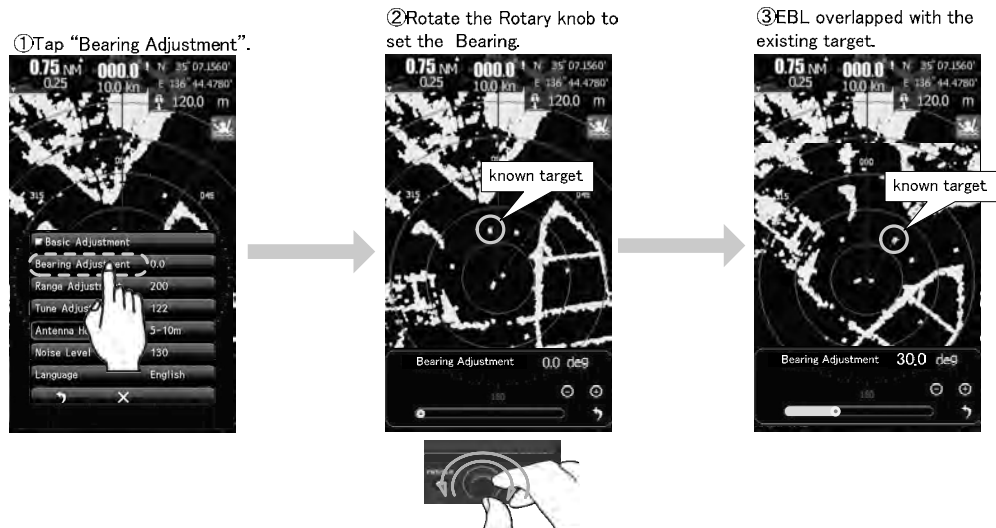 ①Tap “Bearing Adjustment”.
0.75 NM 000.0 ' N 35° 07.1560'
0.25 10.0 kn E 136° 44.4780'
120.0 m
315
045
Basic Adjustment
Bearing Adjustment 0.0
Range Adjust 200
Tune Adjus 122
Antenna H 5-10m
Noise Level 130
Language English
②Rotate the Rotary knob to
set the Bearing.
0.75 NM 000.0 ' N 35° 07.1560'
0.25 10.0 kn E 136° 44.4780'
120.0 m
known target
315
045
Bearing Adjustment 0.0 deg
180
③EBL overlapped with the
existing target.
0.75 NM 000.0 ' N 35° 07.1560'
0.25 10.0 kn E 136° 44.4780'
120.0 m
000
known target
315
Bearing Adjustment 30.0 deg
180